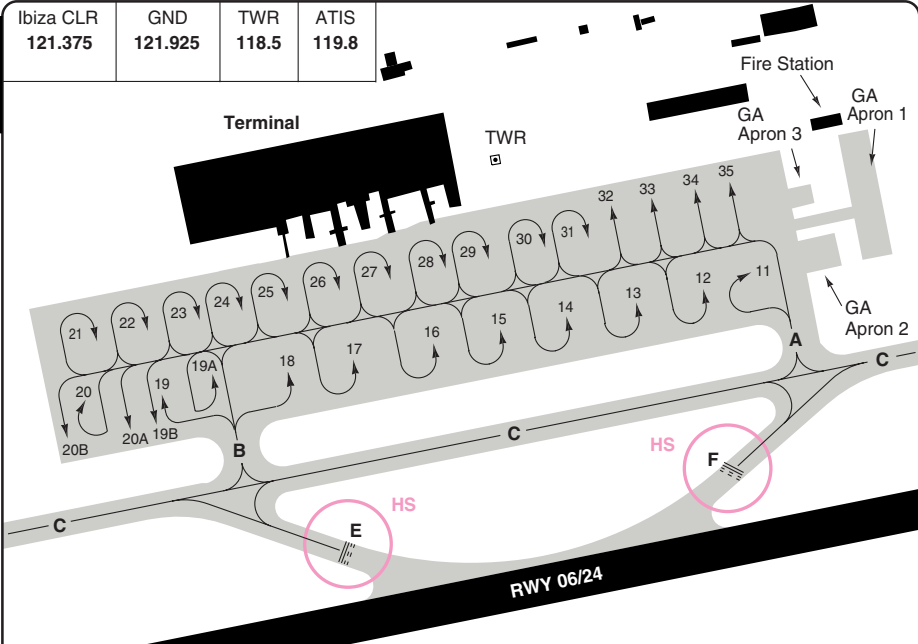 Ibiza CLR
121.375
GND
121.925
TWR
118.5
ATIS
119.8
Fire Station
GA
Apron 1
GA
Apron 3
Terminal
TWR
35
34
33
32
31
30
29
28
27
26
25
24
23
22
21
11
12
13
14
15
16
17
18
19A
19
20
20B
20A
19B
GA
Apron 2
A
C
B
C
C
HS
F
HS
E
RWY 06/24